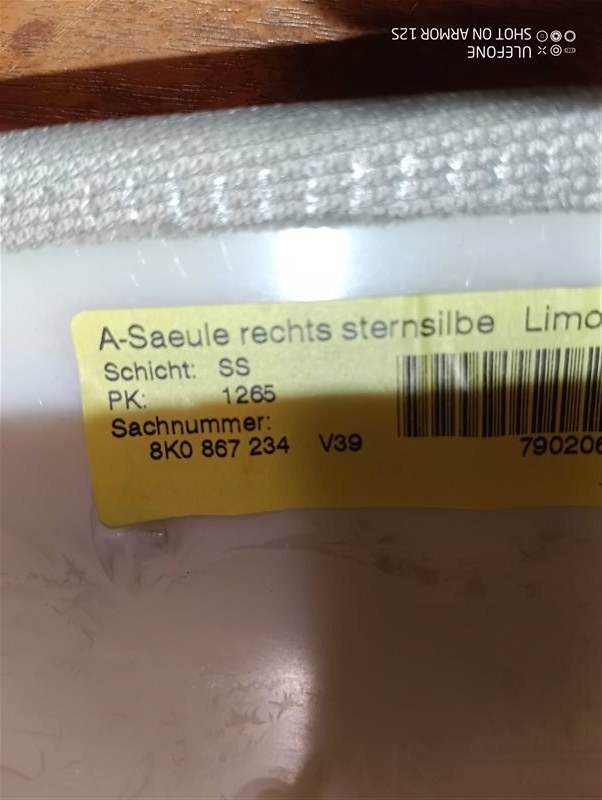 SHOT ON ARMOR 12S
ULEFONE
A-Saeule rechts sternsilbe Limo
Schicht: SS
PK: 1265
Sachnummer:
8K0 867 234 V39
790206